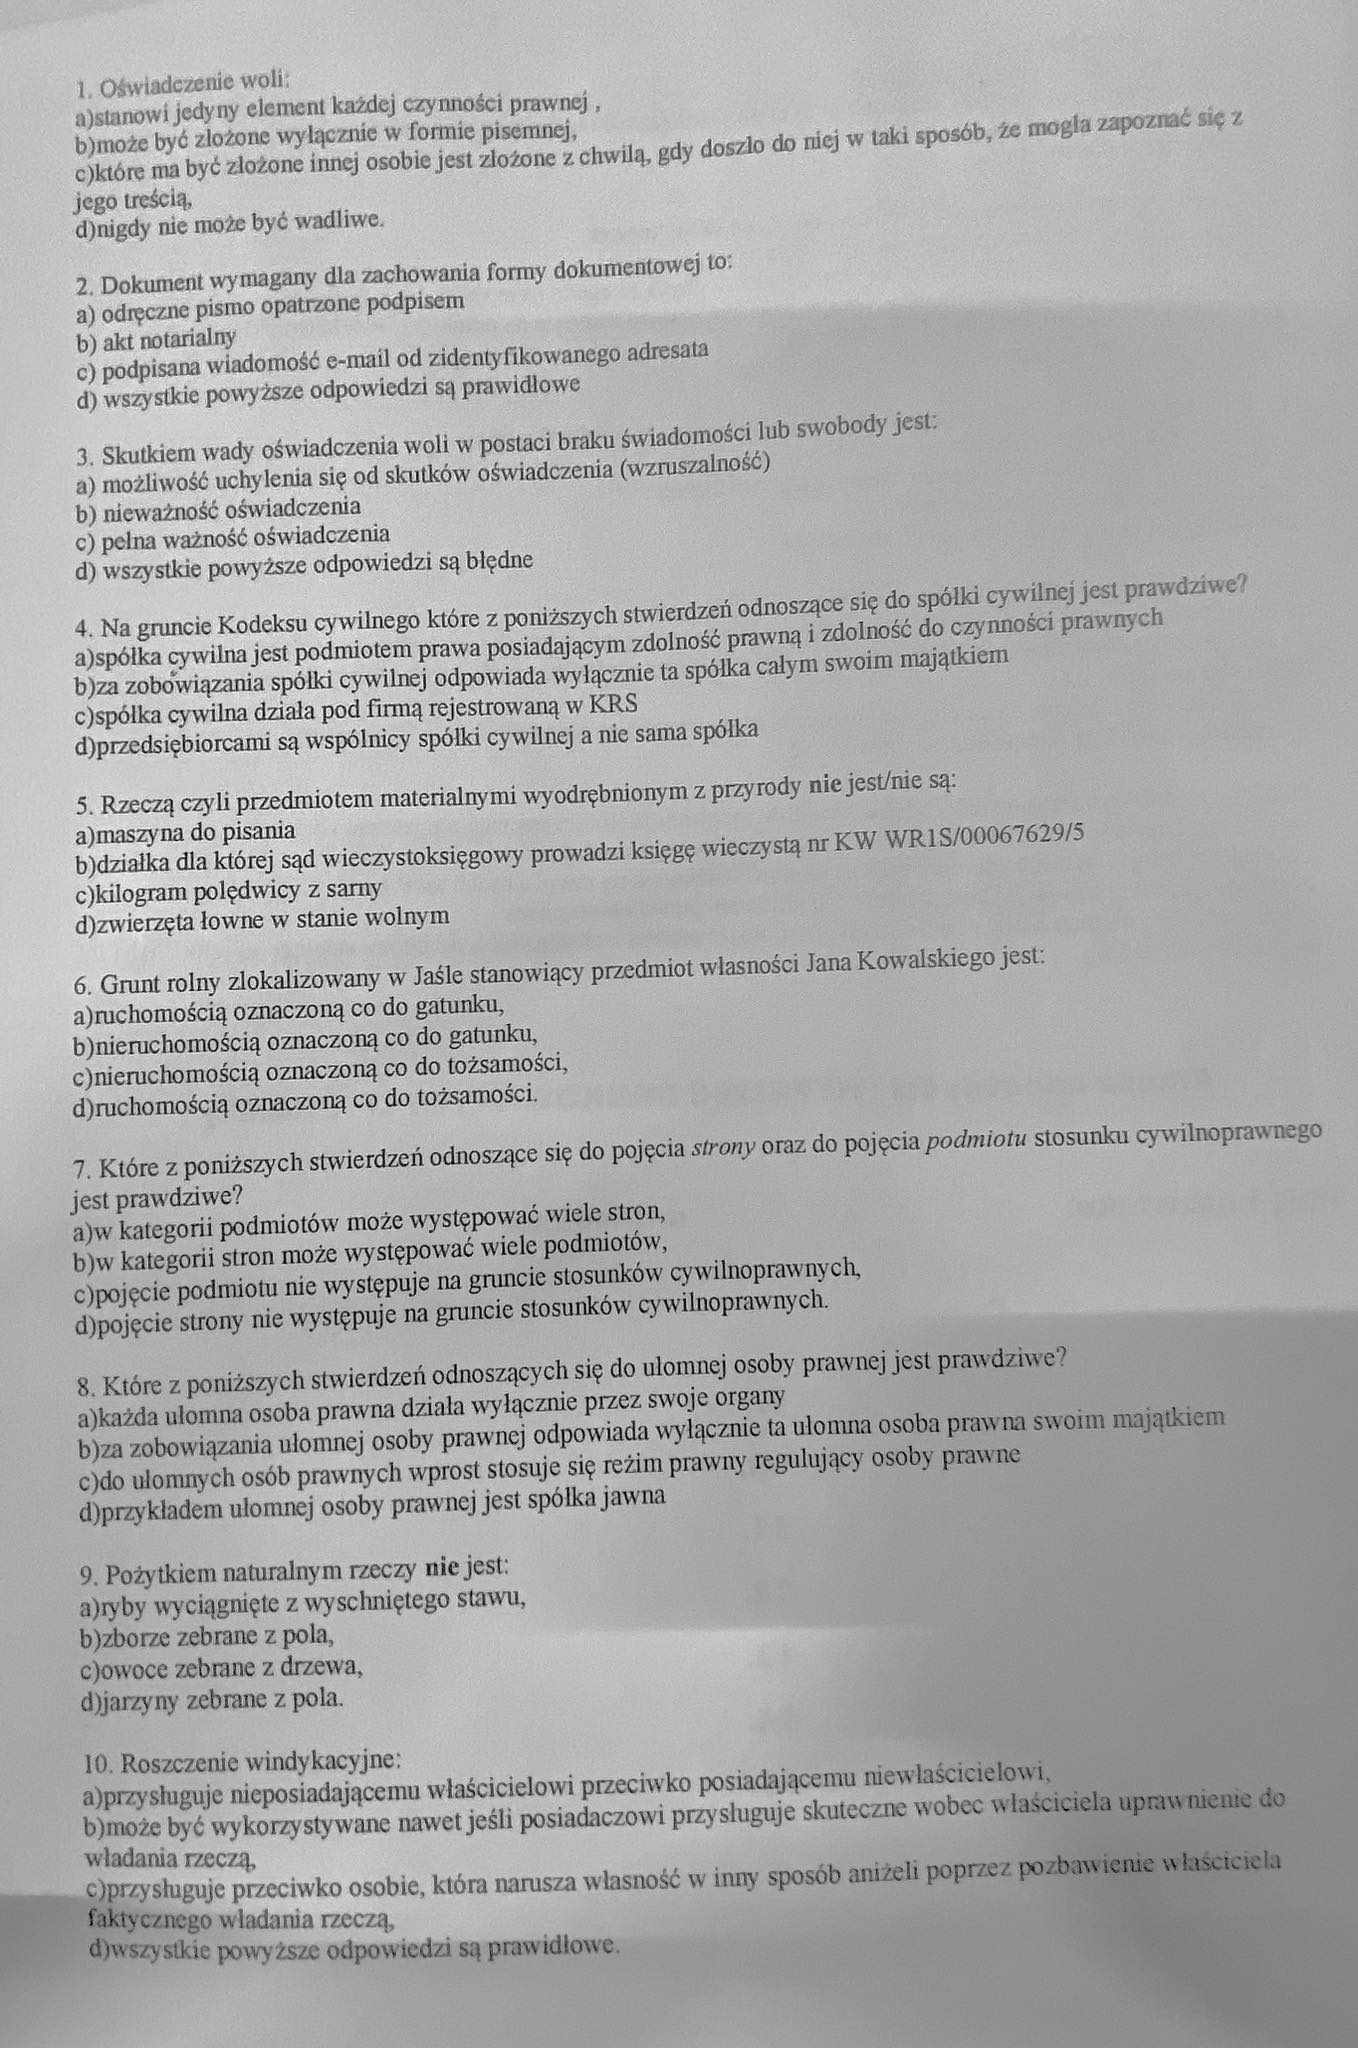 1. Oświadczenie woli:
a)stanowi jedyny element każdej czynności prawnej ,
b)może być złożone wyłącznie w formie pisemnej,
c)które ma być złożone innej osobie jest złożone z chwilą, gdy doszło do niej w taki sposób, że mogła zapoznać się z
jego treścią,
d)nigdy nie może być wadliwe.
2. Dokument wymagany dla zachowania formy dokumentowej to:
a) odręczne pismo opatrzone podpisem
b) akt notarialny
c) podpisana wiadomość e-mail od zidentyfikowanego adresata
d) wszystkie powyższe odpowiedzi są prawidłowe
3. Skutkiem wady oświadczenia woli w postaci braku świadomości lub swobody jest:
a) możliwość uchylenia się od skutków oświadczenia (wzruszalność)
b) nieważność oświadczenia
c) pełna ważność oświadczenia
d) wszystkie powyższe odpowiedzi są błędne
4. Na gruncie Kodeksu cywilnego które z poniższych stwierdzeń odnoszące się do spółki cywilnej jest prawdziwe?
a)spółka cywilna jest podmiotem prawa posiadającym zdolność prawną i zdolność do czynności prawnych
b)za zobowiązania spółki cywilnej odpowiada wyłącznie ta spółka całym swoim majątkiem
c)spółka cywilna działa pod firmą rejestrowaną w KRS
d)przedsiębiorcami są wspólnicy spółki cywilnej a nie sama spółka
5. Rzeczą czyli przedmiotem materialnymi wyodrębnionym z przyrody nie jest/nie są:
a)maszyna do pisania
b)działka dla której sąd wieczystoksięgowy prowadzi księgę wieczystą nr KW WR1S/00067629/5
c)kilogram polędwicy z sarny
d)zwierzęta łowne w stanie wolnym
6. Grunt rolny zlokalizowany w Jaśle stanowiący przedmiot własności Jana Kowalskiego jest:
a)ruchomością oznaczoną co do gatunku,
b)nieruchomością oznaczoną co do gatunku,
c)nieruchomością oznaczoną co do tożsamości,
d)ruchomością oznaczoną co do tożsamości.
7. Które z poniższych stwierdzeń odnoszące się do pojęcia strony oraz do pojęcia podmiotu stosunku cywilnoprawnego
jest prawdziwe?
a)w kategorii podmiotów może występować wiele stron,
b)w kategorii stron może występować wiele podmiotów,
c)pojęcie podmiotu nie występuje na gruncie stosunków cywilnoprawnych,
d)pojęcie strony nie występuje na gruncie stosunków cywilnoprawnych.
8. Które z poniższych stwierdzeń odnoszących się do ułomnej osoby prawnej jest prawdziwe?
a)każda ułomna osoba prawna działa wyłącznie przez swoje organy
b)za zobowiązania ułomnej osoby prawnej odpowiada wyłącznie ta ułomna osoba prawna swoim majątkiem
c)do ułomnych osób prawnych wprost stosuje się reżim prawny regulujący osoby prawne
d)przykładem ułomnej osoby prawnej jest spółka jawna
9. Pożytkiem naturalnym rzeczy nie jest:
a)ryby wyciągnięte z wyschniętego stawu,
b)zborze zebrane z pola,
c)owoce zebrane z drzewa,
d)jarzyny zebrane z pola.
10. Roszczenie windykacyjne:
a)przysługuje nieposiadającemu właścicielowi przeciwko posiadającemu niewłaścicielowi,
b)może być wykorzystywane nawet jeśli posiadaczowi przysługuje skuteczne wobec właściciela uprawnienie do
władania rzeczą,
c)przysługuje przeciwko osobie, która narusza własność w inny sposób aniżeli poprzez pozbawienie właściciela
faktycznego władania rzeczą,
d)wszystkie powyższe odpowiedzi są prawidłowe.